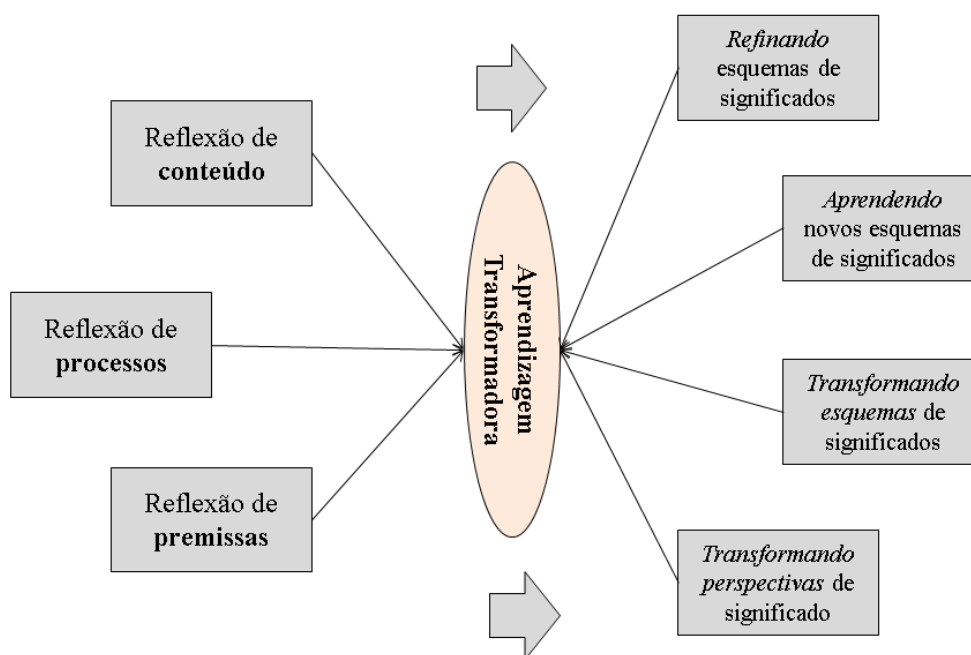 Reflexão de
conteúdo
Reflexão de
processos
Reflexão de
premissas
Aprendizagem
Transformadora
Refinando
esquemas de
significados
Aprendendo
novos esquemas
de significados
Transformando
esquemas de
significados
Transformando
perspectivas de
significado